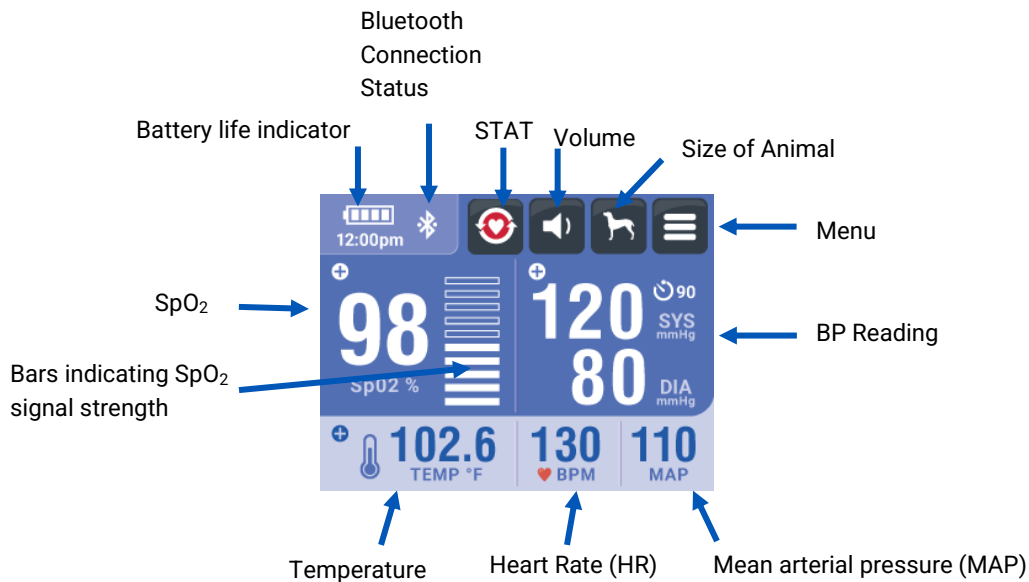 Bluetooth
Connection
Status
Battery life indicator
STAT
Volume
Size of Animal
12:00pm
Menu
SpO₂
98
SpO2 %
120
90
SYS
mmHg
BP Reading
80
DIA
mmHg
Bars indicating SpO₂
signal strength
102.6
TEMP °F
130
BPM
110
MAP
Temperature
Heart Rate (HR)
Mean arterial pressure (MAP)